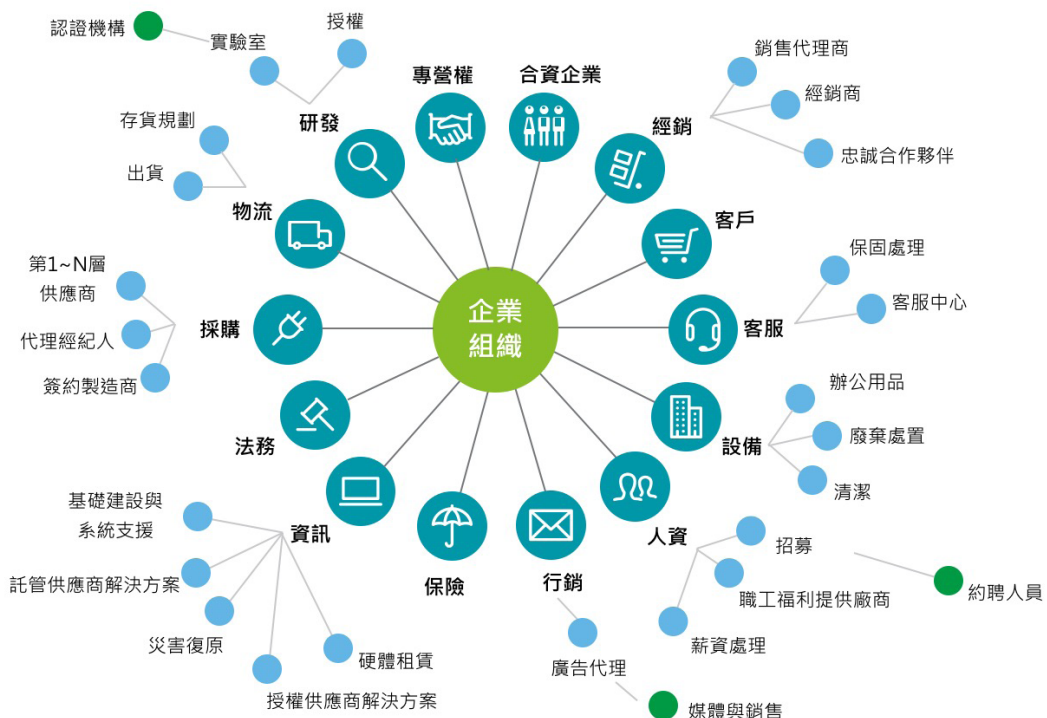 認證機構
實驗室
授權
研發
專營權
合資企業
經銷
銷售代理商
經銷商
忠誠合作夥伴
存貨規劃
出貨
物流
客戶
第1~N層
供應商
代理經紀人
簽約製造商
採購
企業
組織
客服
保固處理
客服中心
法務
設備
辦公用品
廢棄處置
清潔
基礎建設與
系統支援
託管供應商解決方案
災害復原
授權供應商解決方案
硬體租賃
資訊
保險
行銷
廣告代理
媒體與銷售
人資
招募
約聘人員
職工福利提供廠商
薪資處理